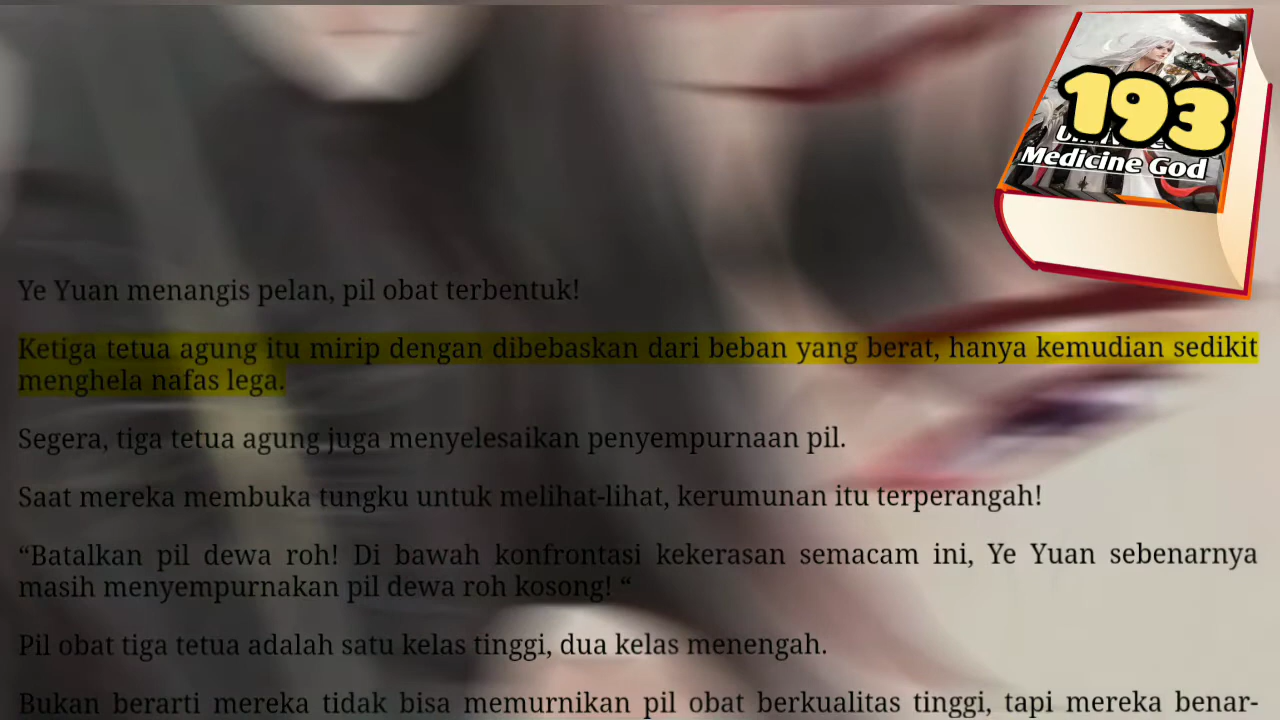 193
Medicine God
Ye Yuan menangis pelan, pil obat terbentuk!
Ketiga tetua agung itu mirip dengan dibebaskan dari beban yang berat, hanya kemudian sedikit
menghela nafas lega.
Segera, tiga tetua agung juga menyelesaikan penyempurnaan pil.
Saat mereka membuka tungku untuk melihat-lihat, kerumunan itu terperangah!
“Batalkan pil dewa roh! Di bawah konfrontasi kekerasan semacam ini, Ye Yuan sebenarnya
masih menyempurnakan pil dewa roh kosong! “
Pil obat tiga tetua adalah satu kelas tinggi, dua kelas menengah.
Bukan berarti mereka tidak bisa memurnikan pil obat berkualitas tinggi, tapi mereka benar-